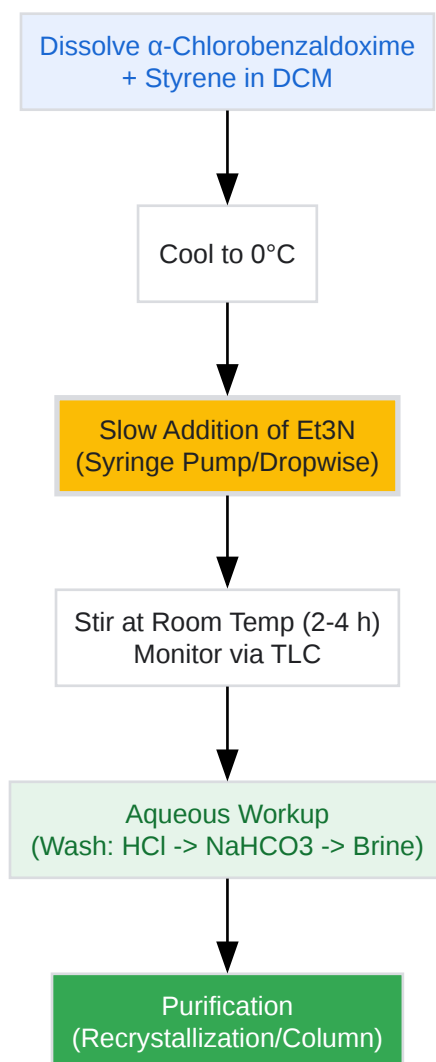 Dissolve α-Chlorobenzaldoxime
+ Styrene in DCM
Cool to 0°C
Slow Addition of Et3N
(Syringe Pump/Dropwise)
Stir at Room Temp (2-4 h)
Monitor via TLC
Aqueous Workup
(Wash: HCl -> NaHCO3 -> Brine)
Purification
(Recrystallization/Column)